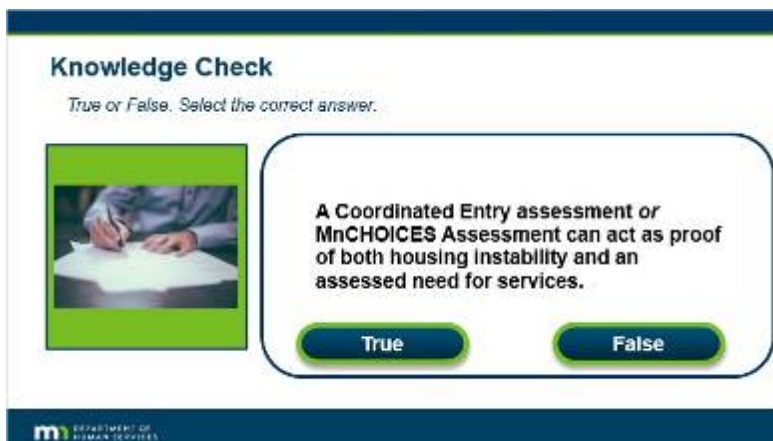 Knowledge Check
True or False. Select the correct answer.
A Coordinated Entry assessment or
MnCHOICES Assessment can act as proof
of both housing instability and an
assessed need for services.
True
False
mn DEPARTMENT OF
HUMAN SERVICES